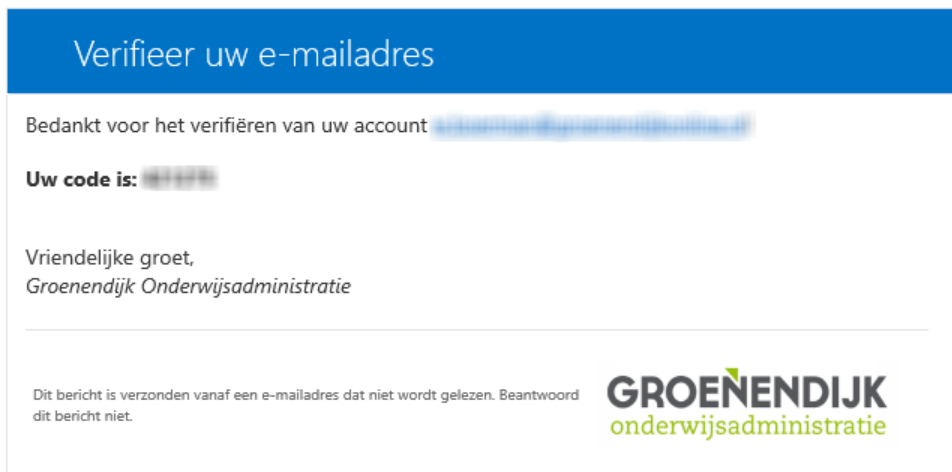 Verifieer uw e-mailadres
Bedankt voor het verifiëren van uw account
Uw code is:
Vriendelijke groet,
Groenendijk Onderwijsadministratie
Dit bericht is verzonden vanaf een e-mailadres dat niet wordt gelezen. Beantwoord
dit bericht niet.
GROENENDIJK
onderwijsadministratie